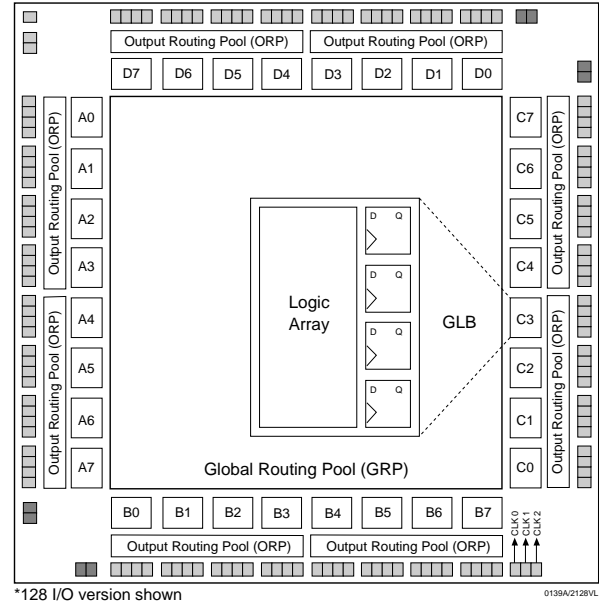 Output Routing Pool (ORP) Output Routing Pool (ORP)
D7 D6 D5 D4 D3 D2 D1 D0
Output Routing Pool (ORP)
Output Routing Pool (ORP)
A0
A1
A2
A3
A4
A5
A6
A7
D Q
D Q
D Q
D Q
Logic
Array
GLB
Global Routing Pool (GRP)
C7
C6
C5
C4
C3
C2
C1
C0
Output Routing Pool (ORP)
Output Routing Pool (ORP)
B0 B1 B2 B3 B4 B5 B6 B7
CLK 0
CLK 1
CLK 2
Output Routing Pool (ORP) Output Routing Pool (ORP)
*128 I/O version shown
0139A/2128VL